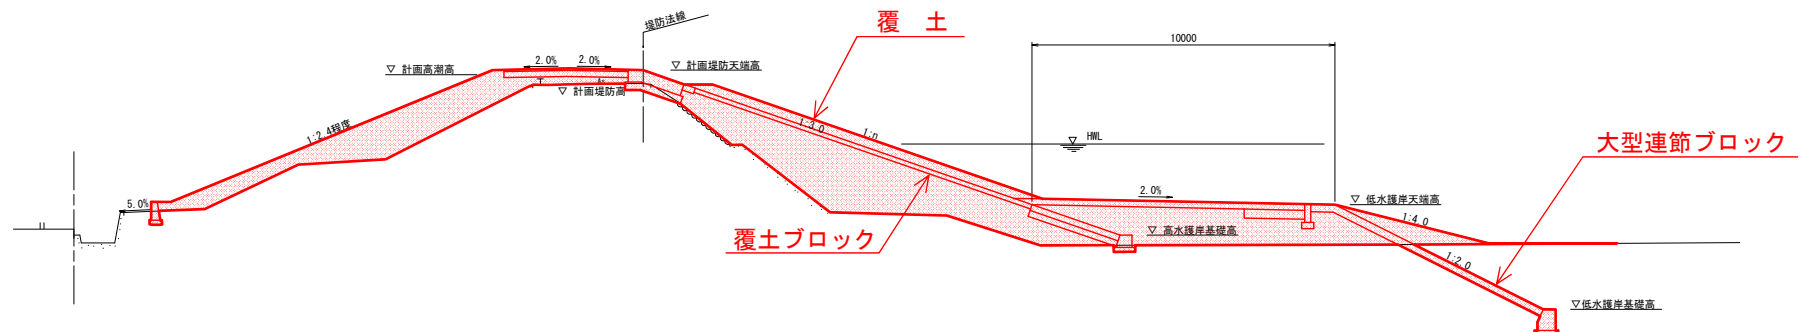 堤防法線
覆　土
10000
2.0%
2.0%
▽ 計画高潮高
▽ 計画堤防天端高
▽ 計画堤防高
1:2.4程度
1:3.0
1:n
HWL
大型連節ブロック
5.0%
2.0%
▽ 低水護岸天端高
1:4.0
覆土ブロック
▽ 高水護岸基礎高
1:2.0
▽低水護岸基礎高